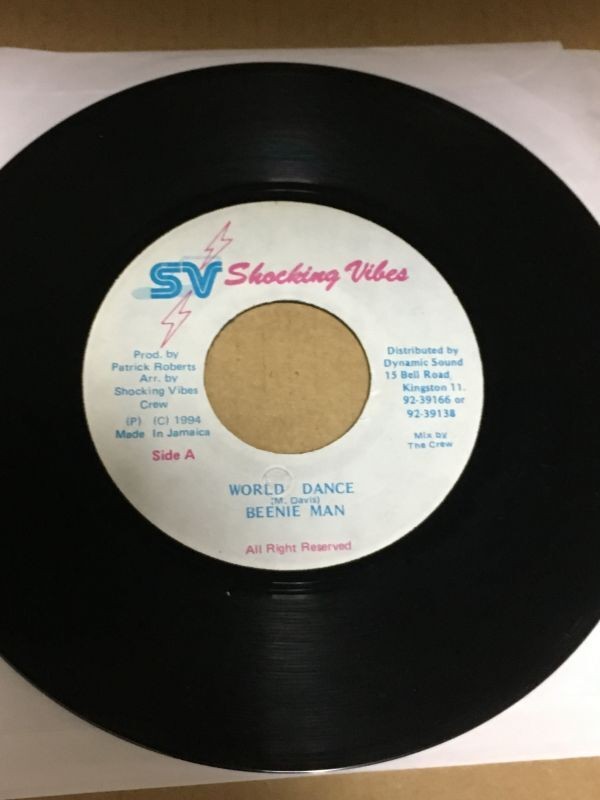 SV Shocking Vibes
Prod. by
Patrick Roberts
Arr. by
Shocking Vibes
Crew
(P) (C) 1994
Made In Jamaica
Side A
Distributed by
Dynamic Sound
15 Bell Road
Kingston 11.
92-39166 or
92-39138
Mix by
The Crew
WORLD DANCE
(M. Davis)
BEENIE MAN
All Right Reserved